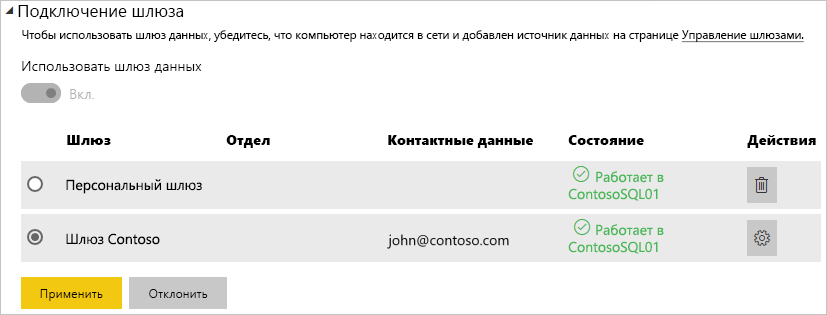 Подключение шлюза
Чтобы использовать шлюз данных, убедитесь, что компьютер находится в сети и добавлен источник данных на странице Управление шлюзами.
Использовать шлюз данных
Вкл.
Шлюз Отдел Контактные данные Состояние Действия
Персональный шлюз Работает в
ContosoSQL01
Шлюз Contoso john@contoso.com Работает в
ContosoSQL01
Применить Отклонить